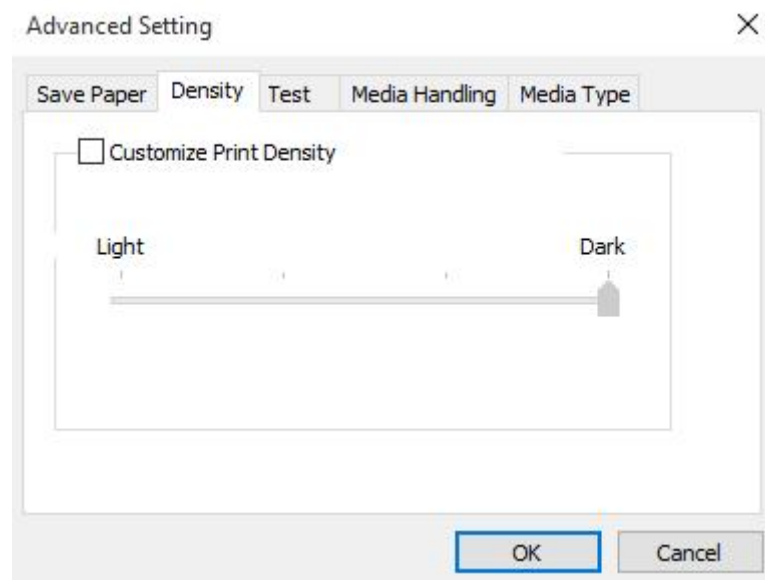 Advanced Setting
Save Paper Density Test Media Handling Media Type
Customize Print Density
Light Dark
OK Cancel